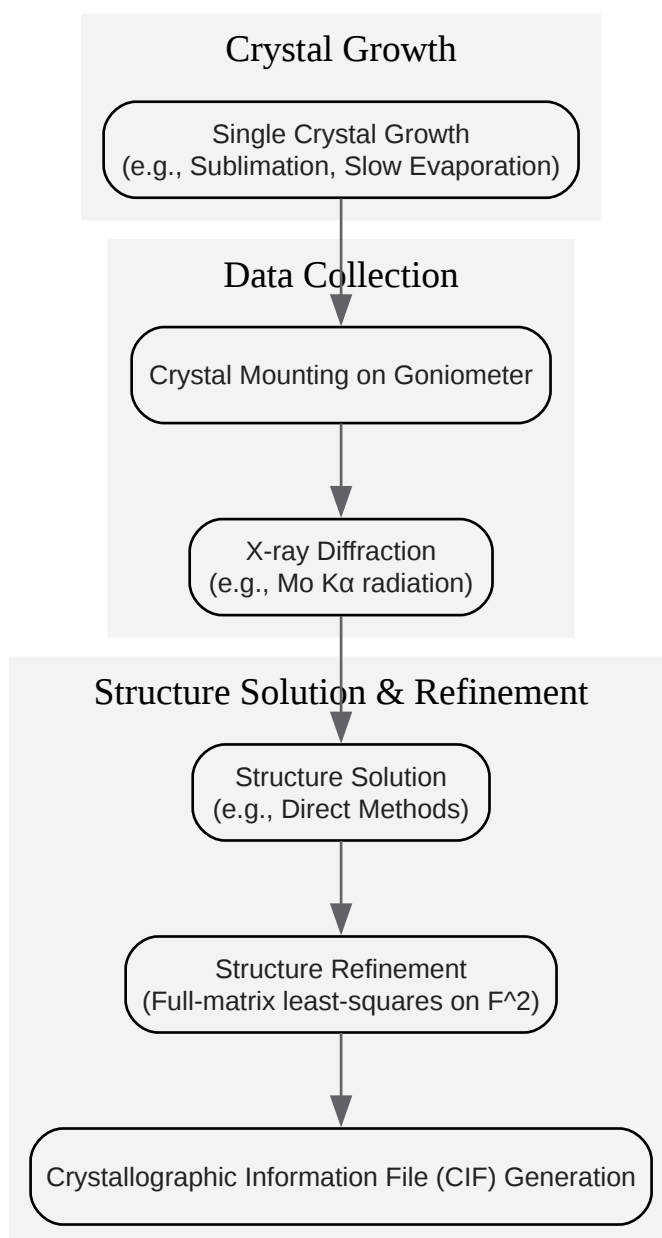 Crystal Growth
Single Crystal Growth
(e.g., Sublimation, Slow Evaporation)
Data Collection
Crystal Mounting on Goniometer
X-ray Diffraction
(e.g., Mo Kα radiation)
Structure Solution & Refinement
Structure Solution
(e.g., Direct Methods)
Structure Refinement
(Full-matrix least-squares on F^2)
Crystallographic Information File (CIF) Generation